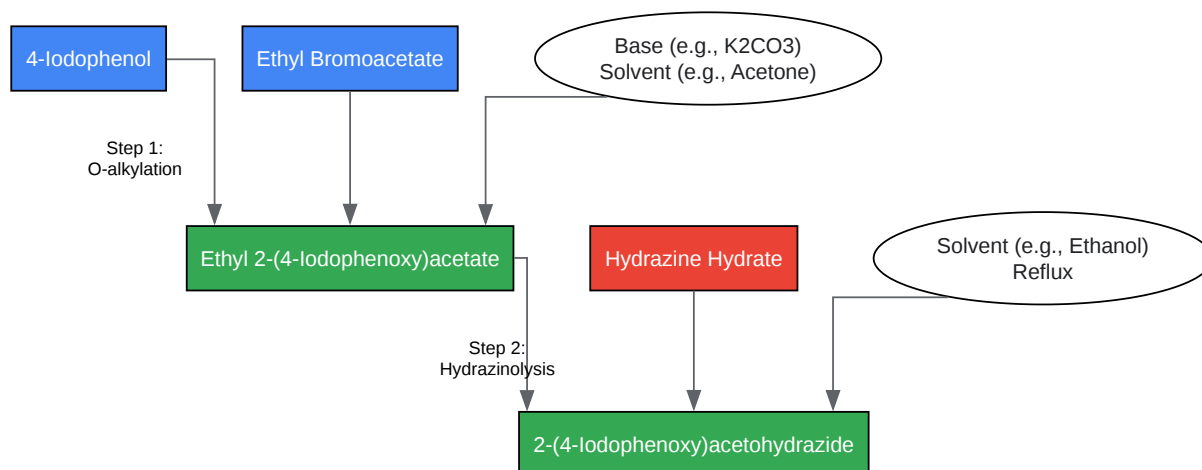 4-Iodophenol
Ethyl Bromoacetate
Base (e.g., K2CO3)
Solvent (e.g., Acetone)
Step 1:
O-alkylation
Ethyl 2-(4-Iodophenoxy)acetate
Hydrazine Hydrate
Solvent (e.g., Ethanol)
Reflux
Step 2:
Hydrazinolysis
2-(4-Iodophenoxy)acetohydrazide